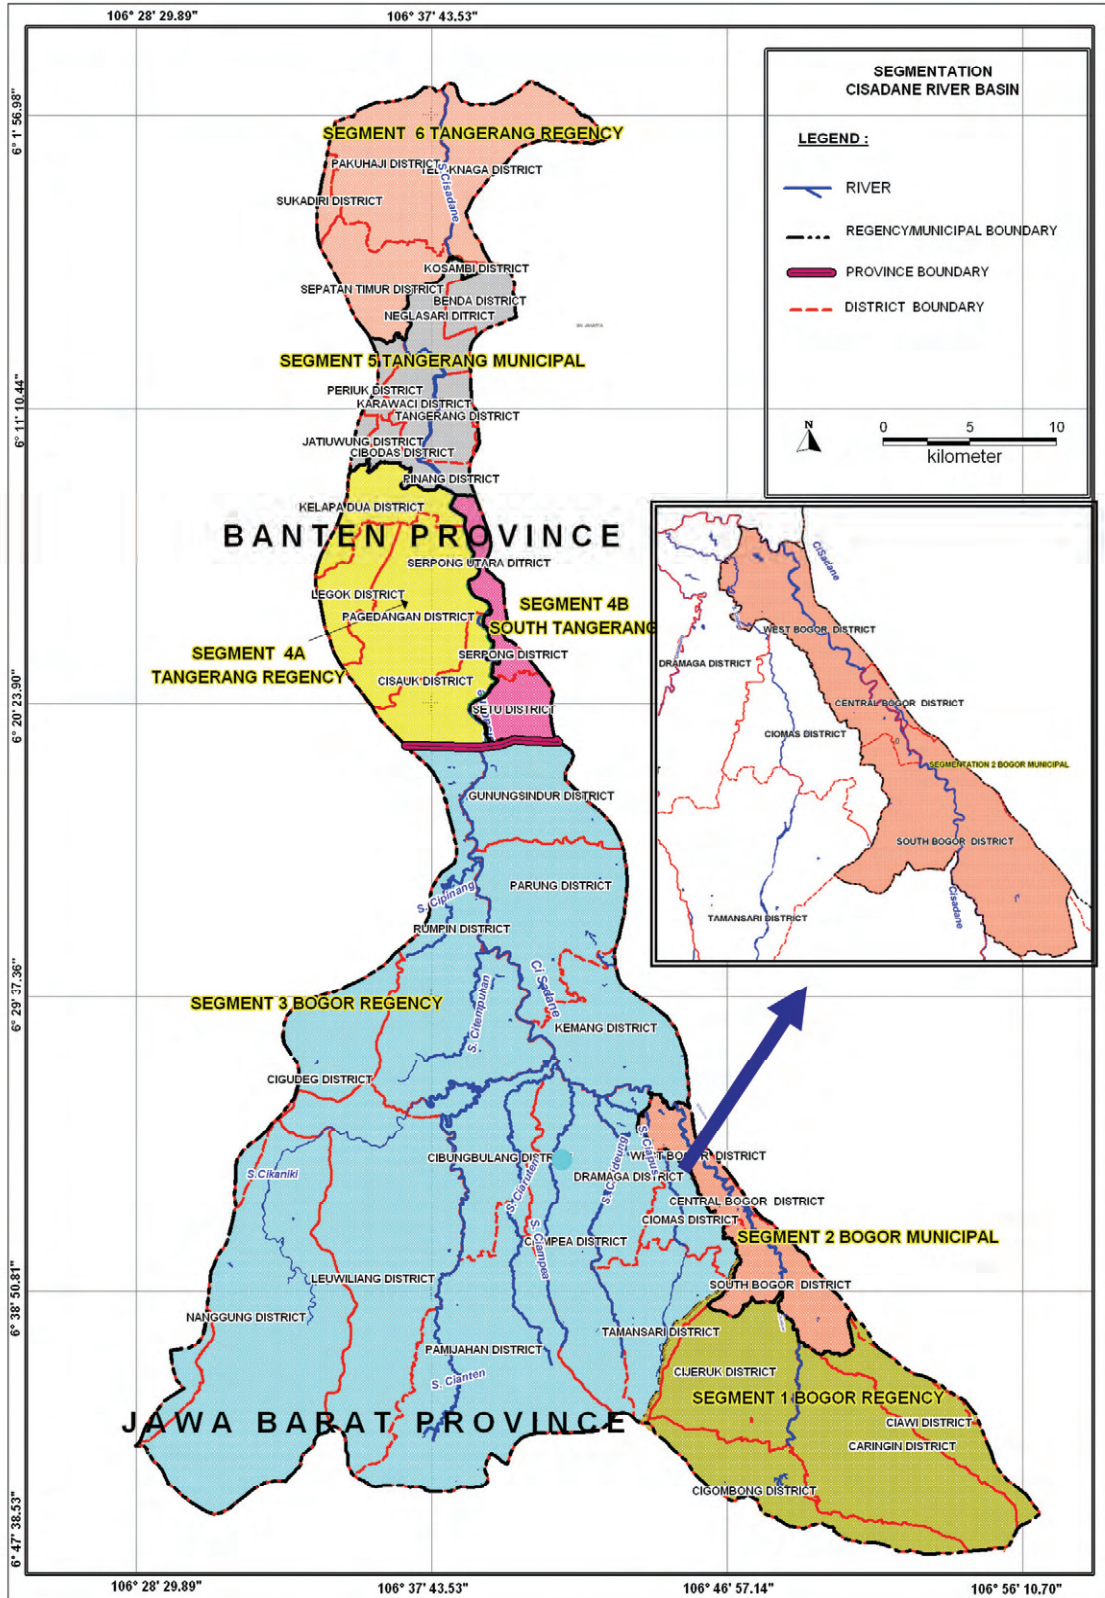 106° 28' 29.89"
106° 37' 43.53"
SEGMENTATION
CISADANE RIVER BASIN
LEGEND :
RIVER
REGENCY/MUNICIPAL BOUNDARY
PROVINCE BOUNDARY
DISTRICT BOUNDARY
N
0 5 10
kilometer
6° 1' 56.98"
6° 11' 10.44"
6° 20' 23.90"
6° 29' 37.36"
6° 38' 50.81"
6° 47' 38.53"
SEGMENT 6 TANGERANG REGENCY
PAKUHAJI DISTRICT
S.Cisadane
SUKADIRI DISTRICT
KOSAMBI DISTRICT
SEPATAN TIMUR DISTRICT
BENDA DISTRICT
NEGLASARI DITRICT
SEGMENT 5 TANGERANG MUNICIPAL
PERIUK DISTRICT
KARAWACI DISTRICT
TANGERANG DISTRICT
JATIUWUNG DISTRICT
CIBODAS DISTRICT
PINANG DISTRICT
KELAPA DUA DISTRICT
BANTEN PROVINCE
SERPONG UTARA DITRICT
LEGOK DISTRICT
PAGEDANGAN DISTRICT
SEGMENT 4B
SOUTH TANGERANG
SEGMENT 4A
TANGERANG REGENCY
SERPONG DISTRICT
CISAUK DISTRICT
SETU DISTRICT
GUNUNGSINDUR DISTRICT
PARUNG DISTRICT
S. Cipinang
RUMPIN DISTRICT
SEGMENT 3 BOGOR REGENCY
S. Citempuhan
Ci Sadane
KEMANG DISTRICT
CIGUDEG DISTRICT
S.Cikaniki
CIBUNGBULANG DISTRICT
S. Ciaruteun
DRAMAGA DISTRICT
S. Ciapus
WEST BOGOR DISTRICT
CENTRAL BOGOR DISTRICT
CIOMAS DISTRICT
S. Ciampea
CIAMPEA DISTRICT
SEGMENT 2 BOGOR MUNICIPAL
LEUWILIANG DISTRICT
SOUTH BOGOR DISTRICT
NANGGUNG DISTRICT
TAMANSARI DISTRICT
PAMIJAHAN DISTRICT
S. Cianten
CIJERUK DISTRICT
SEGMENT 1 BOGOR REGENCY
JAWA BARAT PROVINCE
CIAWI DISTRICT
CARINGIN DISTRICT
CIGOMBONG DISTRICT
CiSadane
WEST BOGOR DISTRICT
DRAMAGA DISTRICT
CENTRAL BOGOR DISTRICT
CIOMAS DISTRICT
SEGMENTATION 2 BOGOR MUNICIPAL
SOUTH BOGOR DISTRICT
Cisadane
TAMANSARI DISTRICT
106° 28' 29.89"
106° 37' 43.53"
106° 46' 57.14"
106° 56' 10.70"